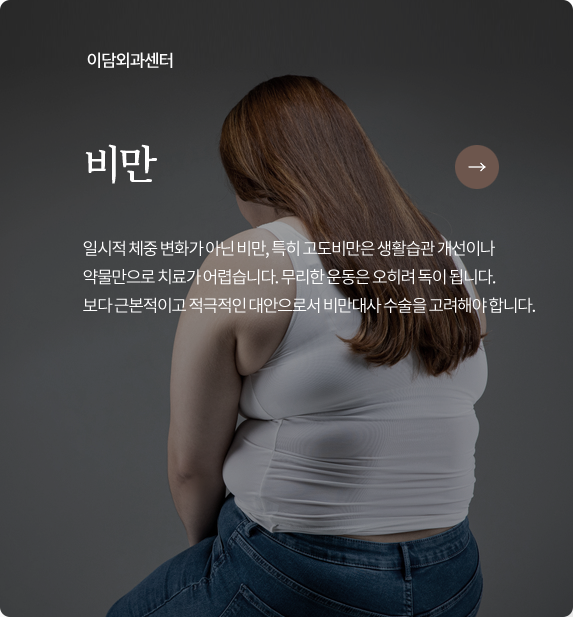 이담외과센터
비만
일시적 체중 변화가 아닌 비만, 특히 고도비만은 생활습관 개선이나
약물만으로 치료가 어렵습니다. 무리한 운동은 오히려 독이 됩니다.
보다 근본적이고 적극적인 대안으로서 비만대사 수술을 고려해야 합니다.